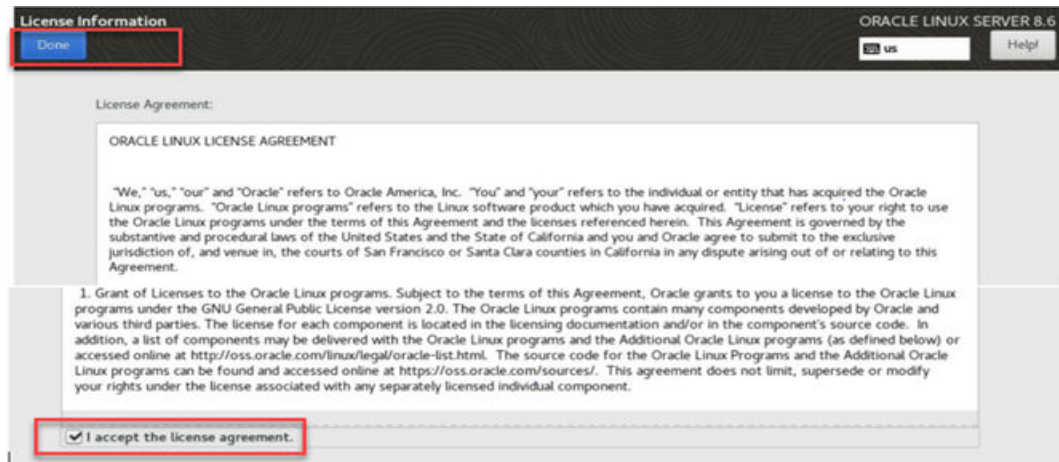 License Information
ORACLE LINUX SERVER 8.6
Done
us
Help!
License Agreement:
ORACLE LINUX LICENSE AGREEMENT
"We," "us," "our" and "Oracle" refers to Oracle America, Inc.  "You" and "your" refers to the individual or entity that has acquired the Oracle
Linux programs.  "Oracle Linux programs" refers to the Linux software product which you have acquired.  "License" refers to your right to use
the Oracle Linux programs under the terms of this Agreement and the licenses referenced herein.  This Agreement is governed by the
substantive and procedural laws of the United States and the State of California and you and Oracle agree to submit to the exclusive
jurisdiction of, and venue in, the courts of San Francisco or Santa Clara counties in California in any dispute arising out of or relating to this
Agreement.
1. Grant of Licenses to the Oracle Linux programs. Subject to the terms of this Agreement, Oracle grants to you a license to the Oracle Linux
programs under the GNU General Public License version 2.0. The Oracle Linux programs contain many components developed by Oracle and
various third parties. The license for each component is located in the licensing documentation and/or in the component's source code.  In
addition, a list of components may be delivered with the Oracle Linux programs and the Additional Oracle Linux programs (as defined below) or
accessed online at http://oss.oracle.com/linux/legal/oracle-list.html.  The source code for the Oracle Linux Programs and the Additional Oracle
Linux programs can be found and accessed online at https://oss.oracle.com/sources/.  This agreement does not limit, supersede or modify
your rights under the license associated with any separately licensed individual component.
I accept the license agreement.